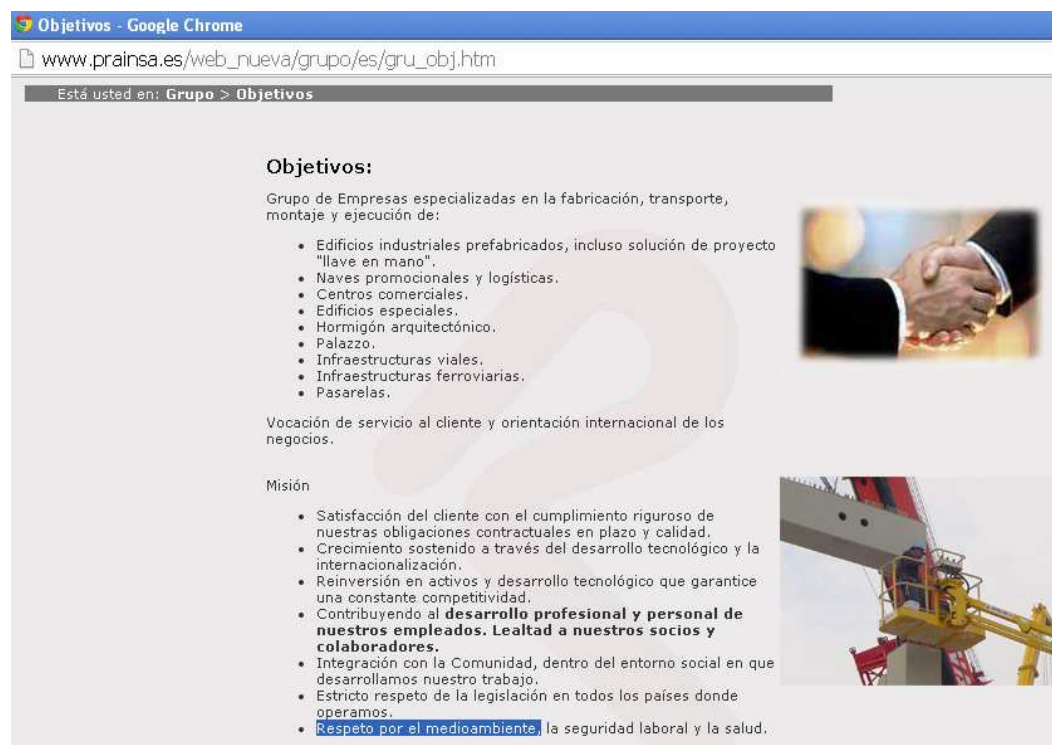 Objetivos - Google Chrome
www.prainsa.es/web_nueva/grupo/es/gru_obj.htm
Está usted en: Grupo > Objetivos
Objetivos:
Grupo de Empresas especializadas en la fabricación, transporte,
montaje y ejecución de:
• Edificios industriales prefabricados, incluso solución de proyecto
"llave en mano".
• Naves promocionales y logísticas.
• Centros comerciales.
• Edificios especiales.
• Hormigón arquitectónico.
• Palazzo.
• Infraestructuras viales.
• Infraestructuras ferroviarias.
• Pasarelas.
Vocación de servicio al cliente y orientación internacional de los
negocios.
Misión
• Satisfacción del cliente con el cumplimiento riguroso de
nuestras obligaciones contractuales en plazo y calidad.
• Crecimiento sostenido a través del desarrollo tecnológico y la
internacionalización.
• Reinversión en activos y desarrollo tecnológico que garantice
una constante competitividad.
• Contribuyendo al desarrollo profesional y personal de
nuestros empleados. Lealtad a nuestros socios y
colaboradores.
• Integración con la Comunidad, dentro del entorno social en que
desarrollamos nuestro trabajo.
• Estricto respeto de la legislación en todos los países donde
operamos.
• Respeto por el medioambiente, la seguridad laboral y la salud.